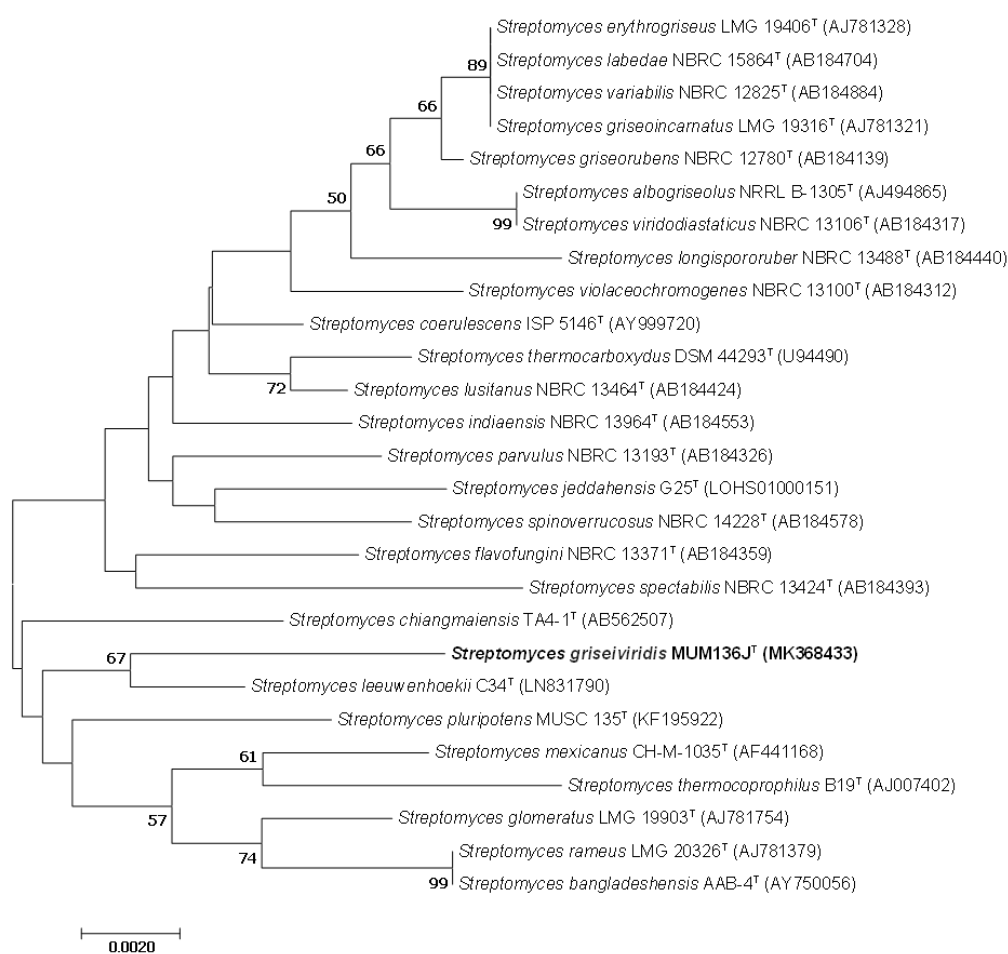 Streptomyces erythrogriseus LMG 19406ᵀ (AJ781328)
Streptomyces labedae NBRC 15864ᵀ (AB184704)
89
Streptomyces variabilis NBRC 12825ᵀ (AB184884)
66
Streptomyces griseoincarnatus LMG 19316ᵀ (AJ781321)
66
Streptomyces griseorubens NBRC 12780ᵀ (AB184139)
50
Streptomyces albogriseolus NRRL B-1305ᵀ (AJ494865)
99
Streptomyces viridodiastaticus NBRC 13106ᵀ (AB184317)
Streptomyces longispororuber NBRC 13488ᵀ (AB184440)
Streptomyces violaceochromogenes NBRC 13100ᵀ (AB184312)
Streptomyces coerulescens ISP 5146ᵀ (AY999720)
Streptomyces thermocarboxydus DSM 44293ᵀ (U94490)
72
Streptomyces lusitanus NBRC 13464ᵀ (AB184424)
Streptomyces indiaensis NBRC 13964ᵀ (AB184553)
Streptomyces parvulus NBRC 13193ᵀ (AB184326)
Streptomyces jeddahensis G25ᵀ (LOHS01000151)
Streptomyces spinoverrucosus NBRC 14228ᵀ (AB184578)
Streptomyces flavofungini NBRC 13371ᵀ (AB184359)
Streptomyces spectabilis NBRC 13424ᵀ (AB184393)
Streptomyces chiangmaiensis TA4-1ᵀ (AB562507)
67
Streptomyces griseiviridis MUM136Jᵀ (MK368433)
Streptomyces leeuwenhoekii C34ᵀ (LN831790)
Streptomyces pluripotens MUSC 135ᵀ (KF195922)
61
Streptomyces mexicanus CH-M-1035ᵀ (AF441168)
Streptomyces thermocoprophilus B19ᵀ (AJ007402)
57
Streptomyces glomeratus LMG 19903ᵀ (AJ781754)
74
Streptomyces rameus LMG 20326ᵀ (AJ781379)
99
Streptomyces bangladeshensis AAB-4ᵀ (AY750056)
0.0020